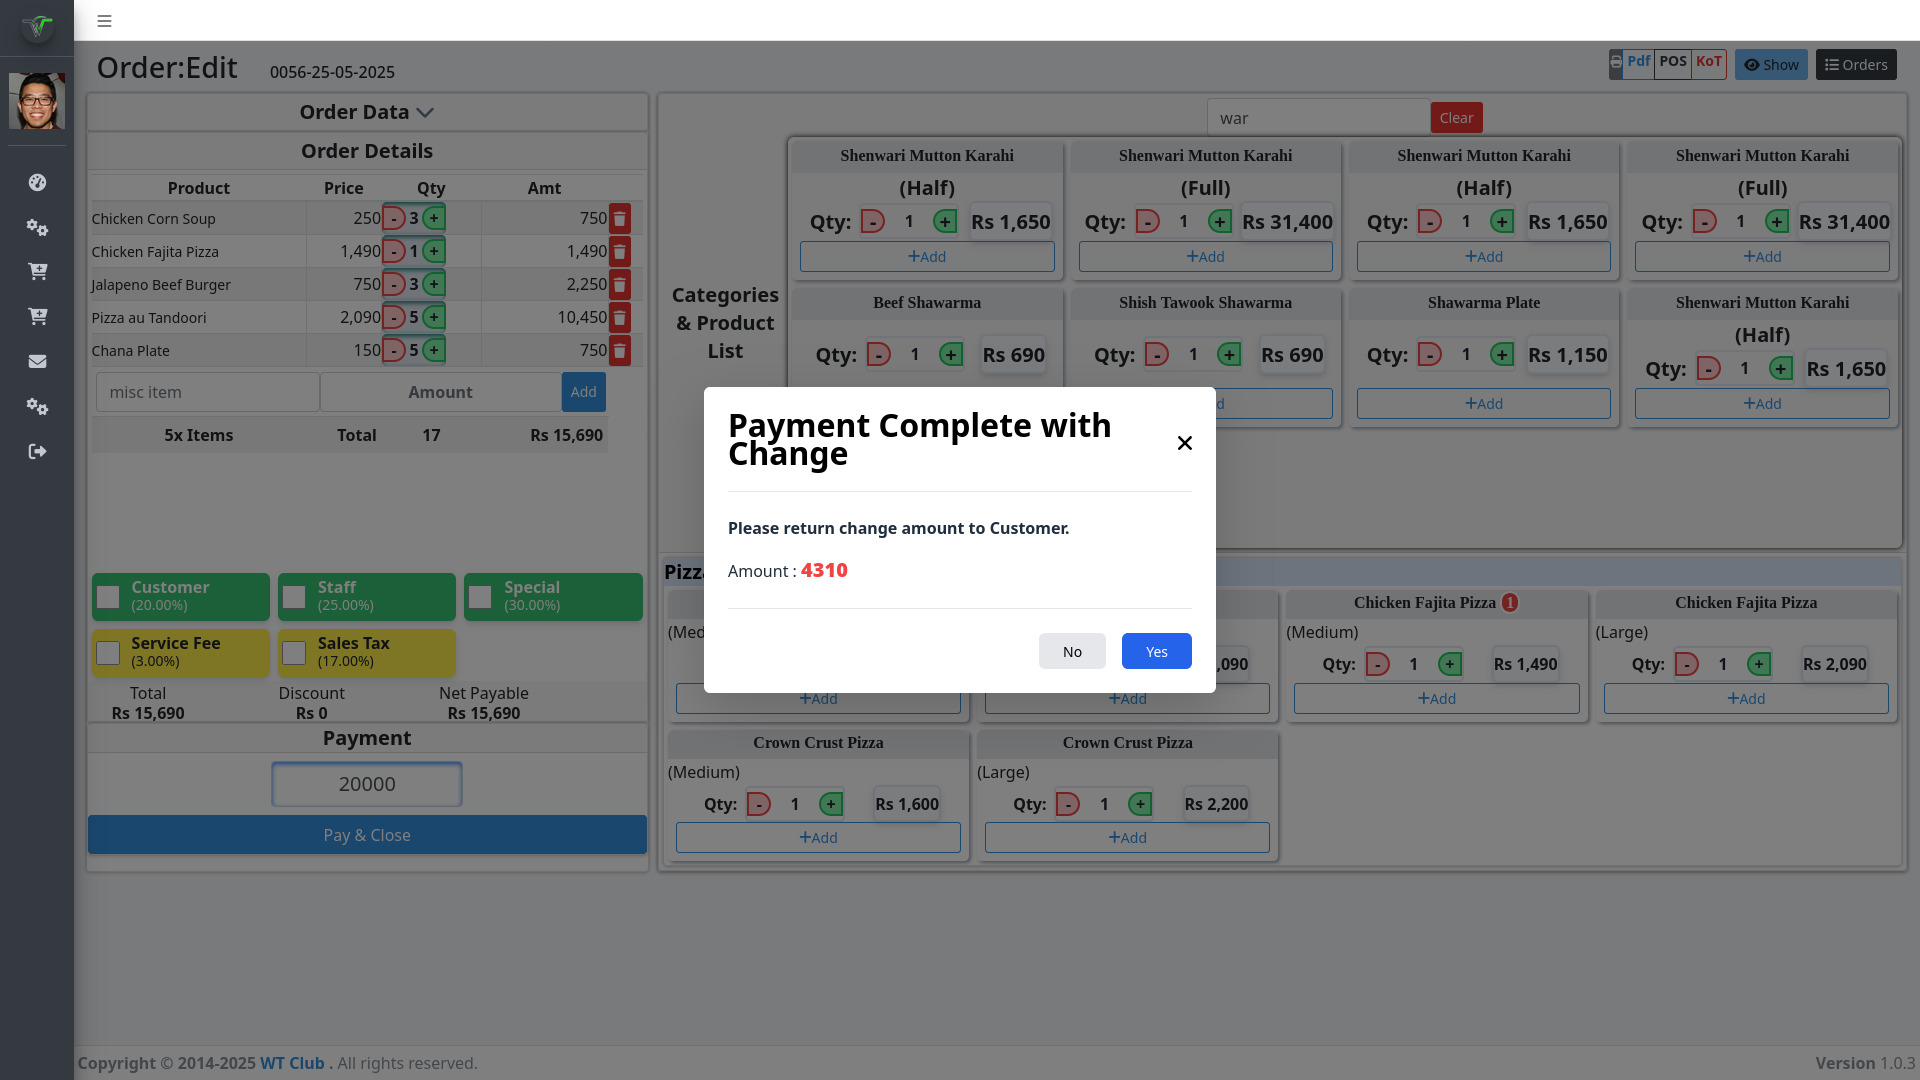 Order:Edit 0056-25-05-2025
Pdf POS KoT Show Orders
Order Data
Order Details
Product Price Qty Amt
Chicken Corn Soup 250 - 3 + 750
Chicken Fajita Pizza 1,490 - 1 + 1,490
Jalapeno Beef Burger 750 - 3 + 2,250
Pizza au Tandoori 2,090 - 5 + 10,450
Chana Plate 150 - 5 + 750
misc item Amount Add
5x Items Total 17 Rs 15,690
Customer Staff Special
(20.00%) (25.00%) (30.00%)
Service Fee Sales Tax
(3.00%) (17.00%)
Total Discount Net Payable
Rs 15,690 Rs 0 Rs 15,690
Payment
20000
Pay & Close
war Clear
Categories
& Product
List
Shenwari Mutton Karahi Shenwari Mutton Karahi Shenwari Mutton Karahi Shenwari Mutton Karahi
(Half) (Full) (Half) (Full)
Qty: - 1 + Rs 1,650 Qty: - 1 + Rs 31,400 Qty: - 1 + Rs 1,650 Qty: - 1 + Rs 31,400
+Add +Add +Add +Add
Beef Shawarma Shish Tawook Shawarma Shawarma Plate Shenwari Mutton Karahi
(Half)
Qty: - 1 + Rs 690 Qty: - 1 + Rs 690 Qty: - 1 + Rs 1,150 Qty: - 1 + Rs 1,650
+Add +Add
Payment Complete with
Change
Please return change amount to Customer.
Amount : 4310
No Yes
Chicken Fajita Pizza 1 Chicken Fajita Pizza
(Medium) (Large)
,090 Qty: - 1 + Rs 1,490 Qty: - 1 + Rs 2,090
+Add +Add +Add +Add
Crown Crust Pizza Crown Crust Pizza
(Medium) (Large)
Qty: - 1 + Rs 1,600 Qty: - 1 + Rs 2,200
+Add +Add
Copyright © 2014-2025 WT Club . All rights reserved.
Version 1.0.3